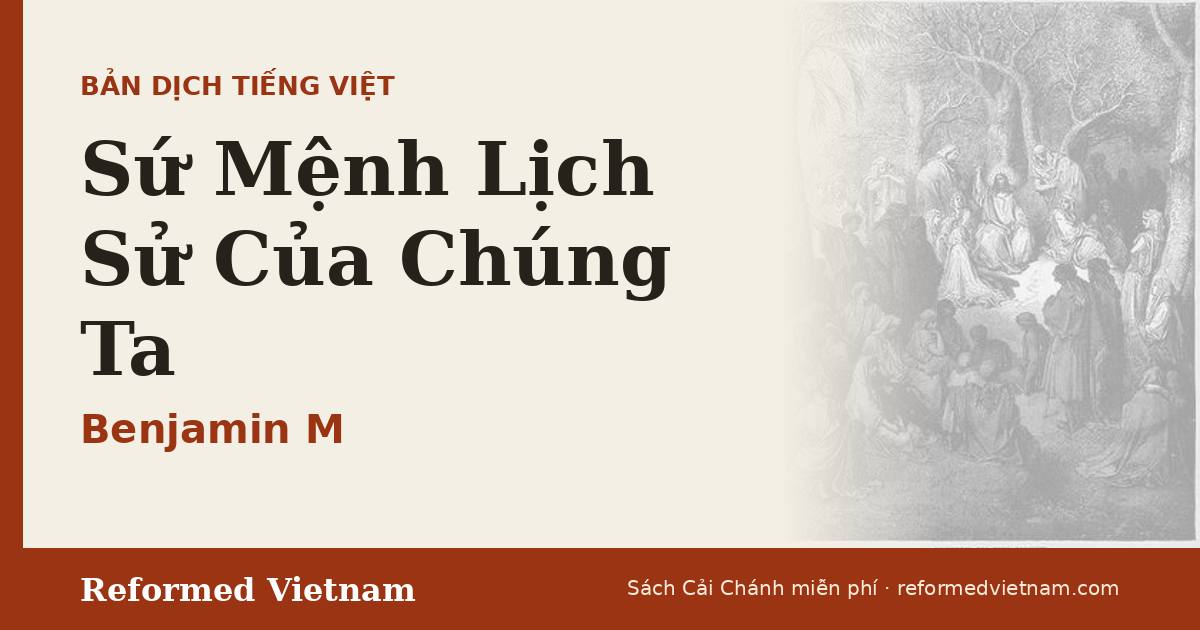 BẢN DỊCH TIẾNG VIỆT
Sứ Mệnh Lịch
Sử Của Chúng
Ta
Benjamin M
Reformed Vietnam
Sách Cải Chánh miễn phí · reformedvietnam.com